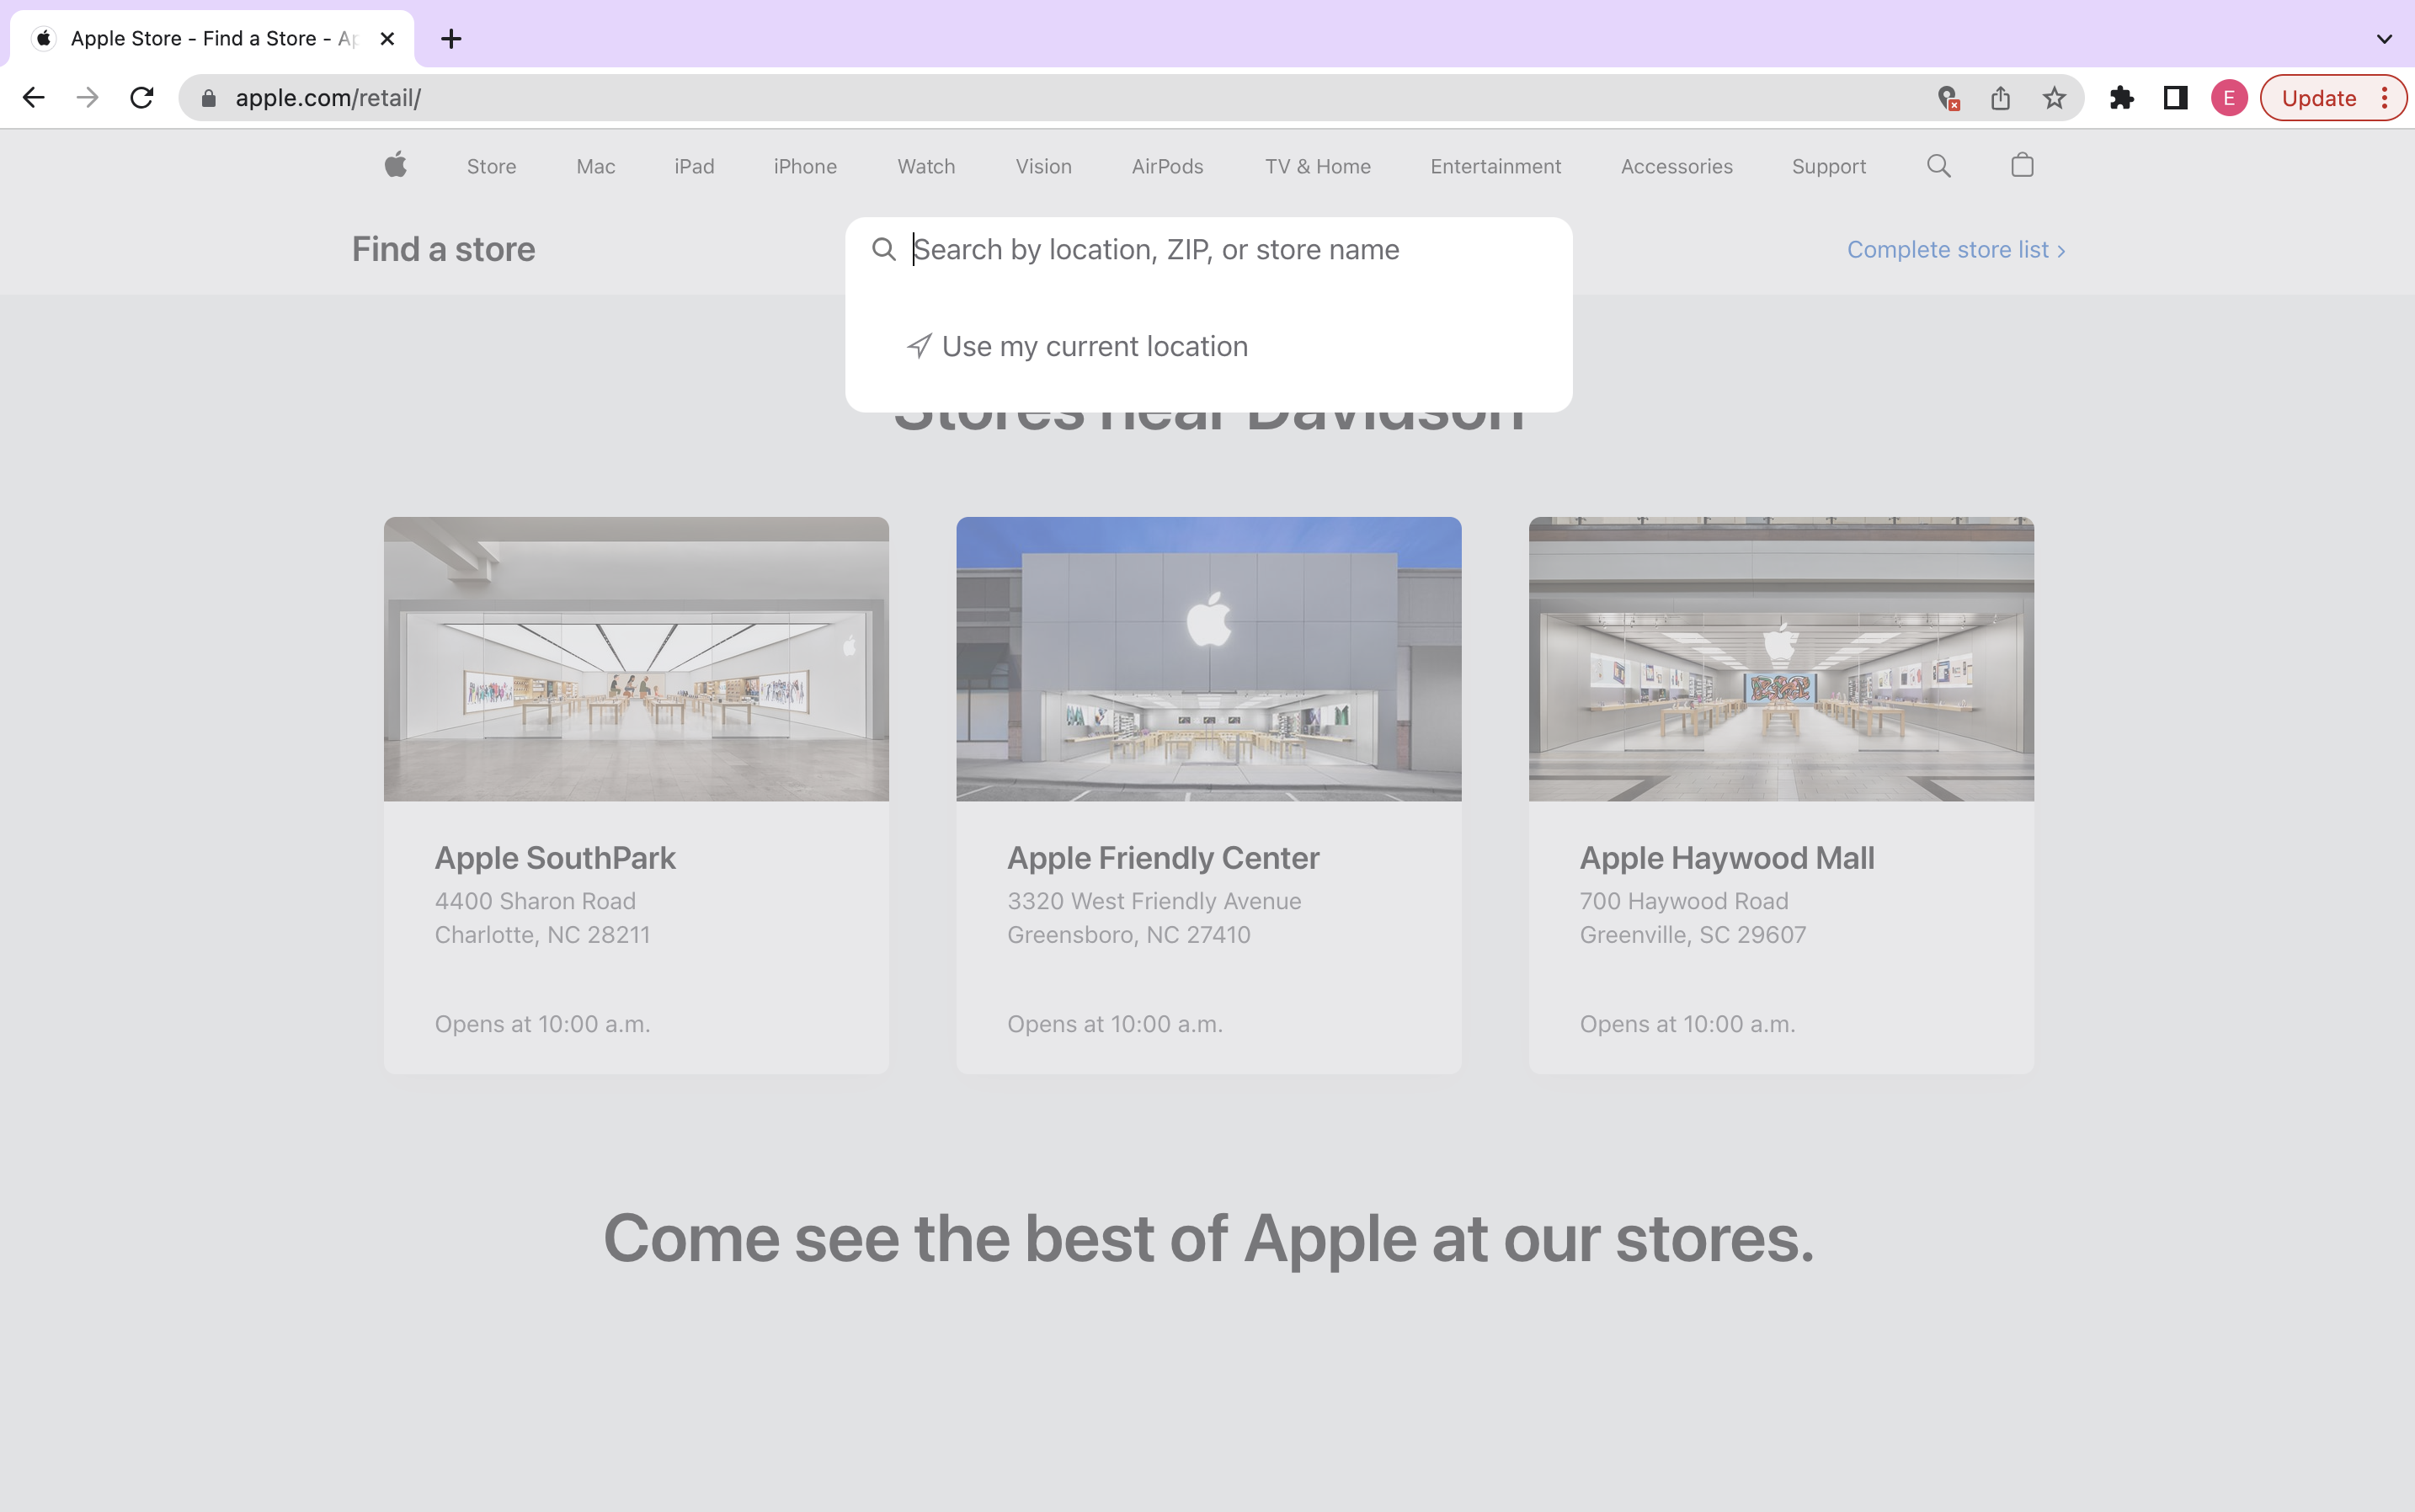 Apple Store - Find a Store - Ap
apple.com/retail/
E
Update
Store
Mac
iPad
iPhone
Watch
Vision
AirPods
TV & Home
Entertainment
Accessories
Support
Find a store
Search by location, ZIP, or store name
Complete store list >
Use my current location
Stores near Davidson
Apple SouthPark
4400 Sharon Road
Charlotte, NC 28211
Opens at 10:00 a.m.
Apple Friendly Center
3320 West Friendly Avenue
Greensboro, NC 27410
Opens at 10:00 a.m.
Apple Haywood Mall
700 Haywood Road
Greenville, SC 29607
Opens at 10:00 a.m.
Come see the best of Apple at our stores.